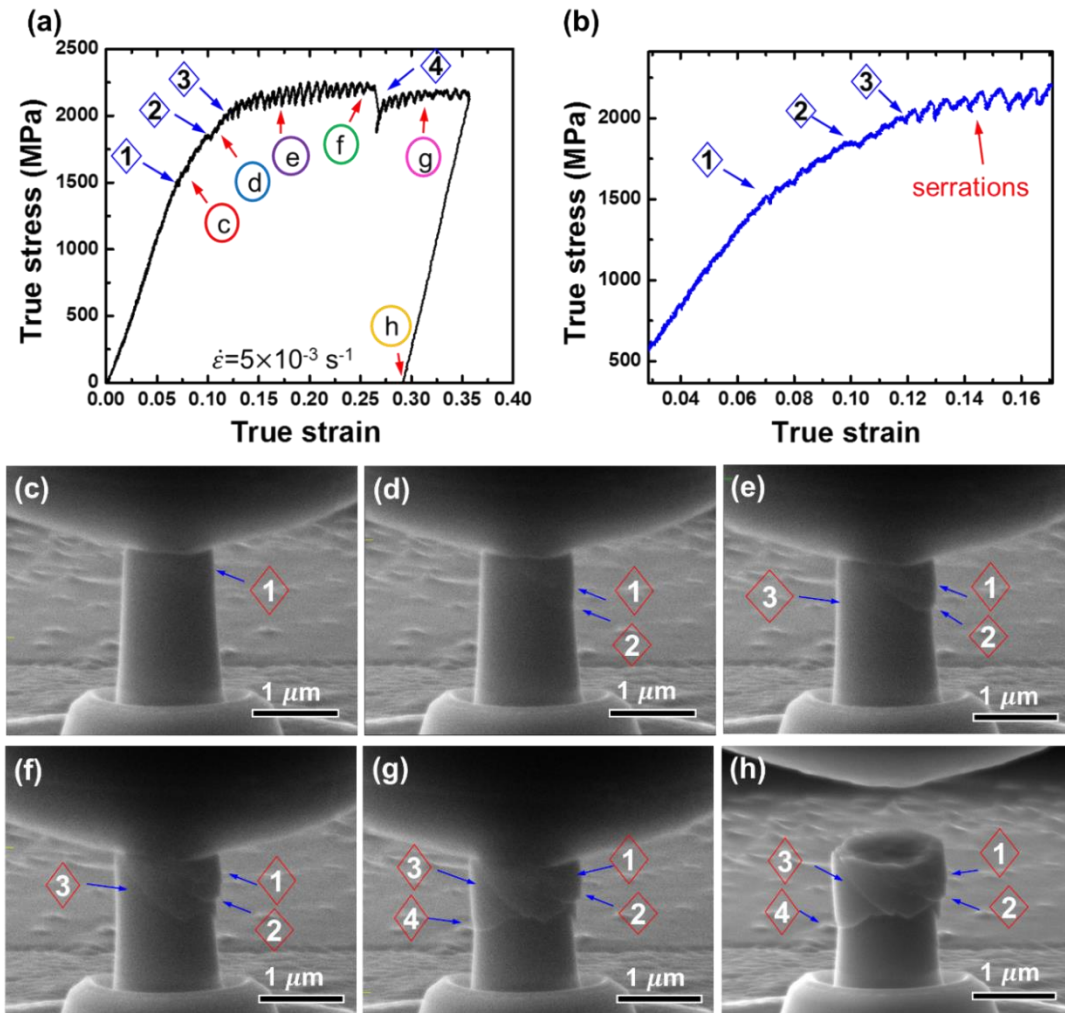 (a)
True stress (MPa)
2500
2000
1500
1000
500
0
1
2
3
4
c
d
e
f
g
h
ε̇=5×10⁻³ s⁻¹
0.00 0.05 0.10 0.15 0.20 0.25 0.30 0.35 0.40
True strain
(b)
True stress (MPa)
2000
1500
1000
500
1
2
3
serrations
0.04 0.06 0.08 0.10 0.12 0.14 0.16
True strain
(c)
1
1 μm
(d)
1
2
1 μm
(e)
3
1
2
1 μm
(f)
3
1
2
1 μm
(g)
3
1
4
2
1 μm
(h)
3
1
4
2
1 μm